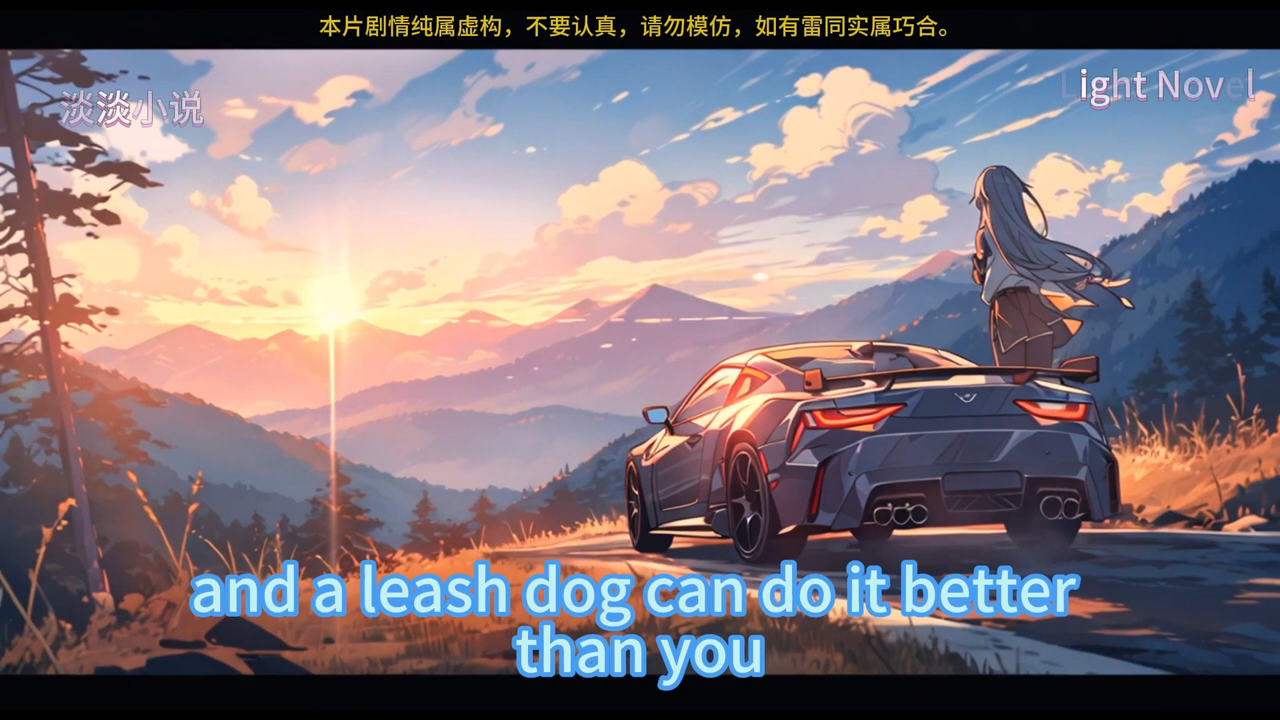 本片剧情纯属虚构，不要认真，请勿模仿，如有雷同实属巧合。
淡淡小说
Light Novel
and a leash dog can do it better
than you